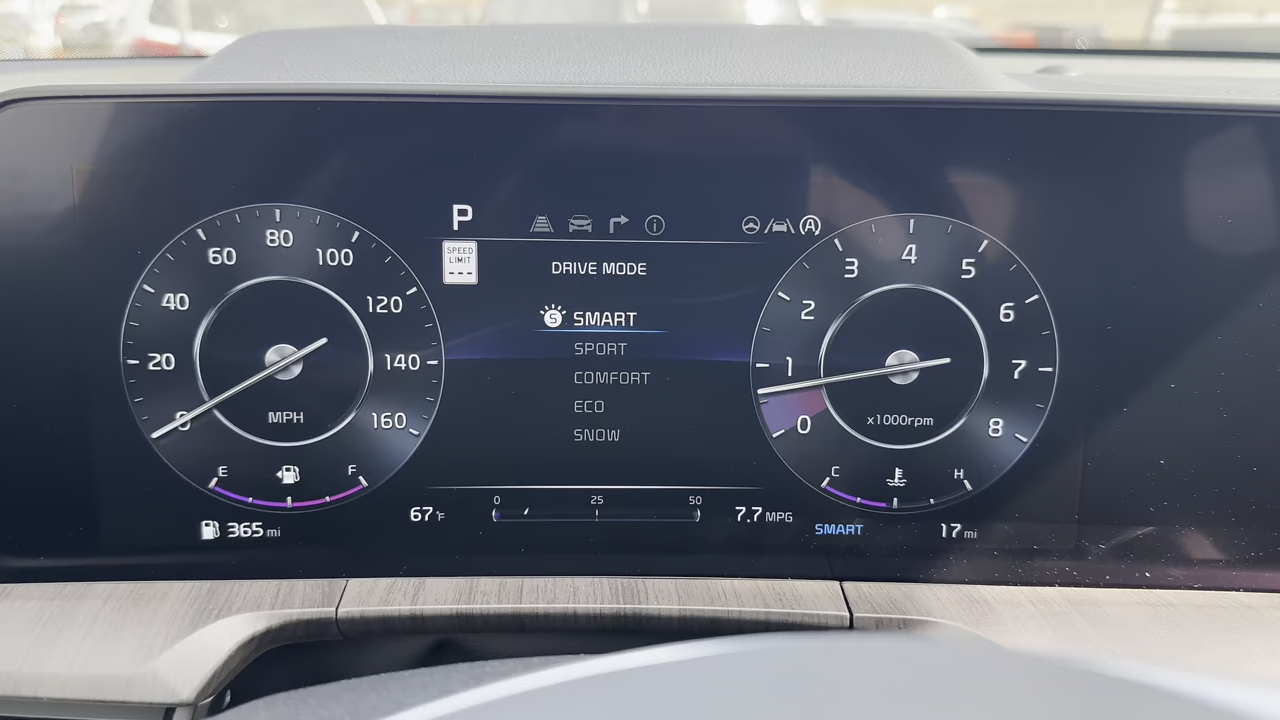 P
SPEED
LIMIT
---
DRIVE MODE
SMART
SPORT
COMFORT
ECO
SNOW
0
20
40
60
80
100
120
140
160
MPH
E
F
365 mi
67°F
0 25 50
7.7 MPG
0
1
2
3
4
5
6
7
8
x1000rpm
C
H
SMART
17 mi
S
A
i